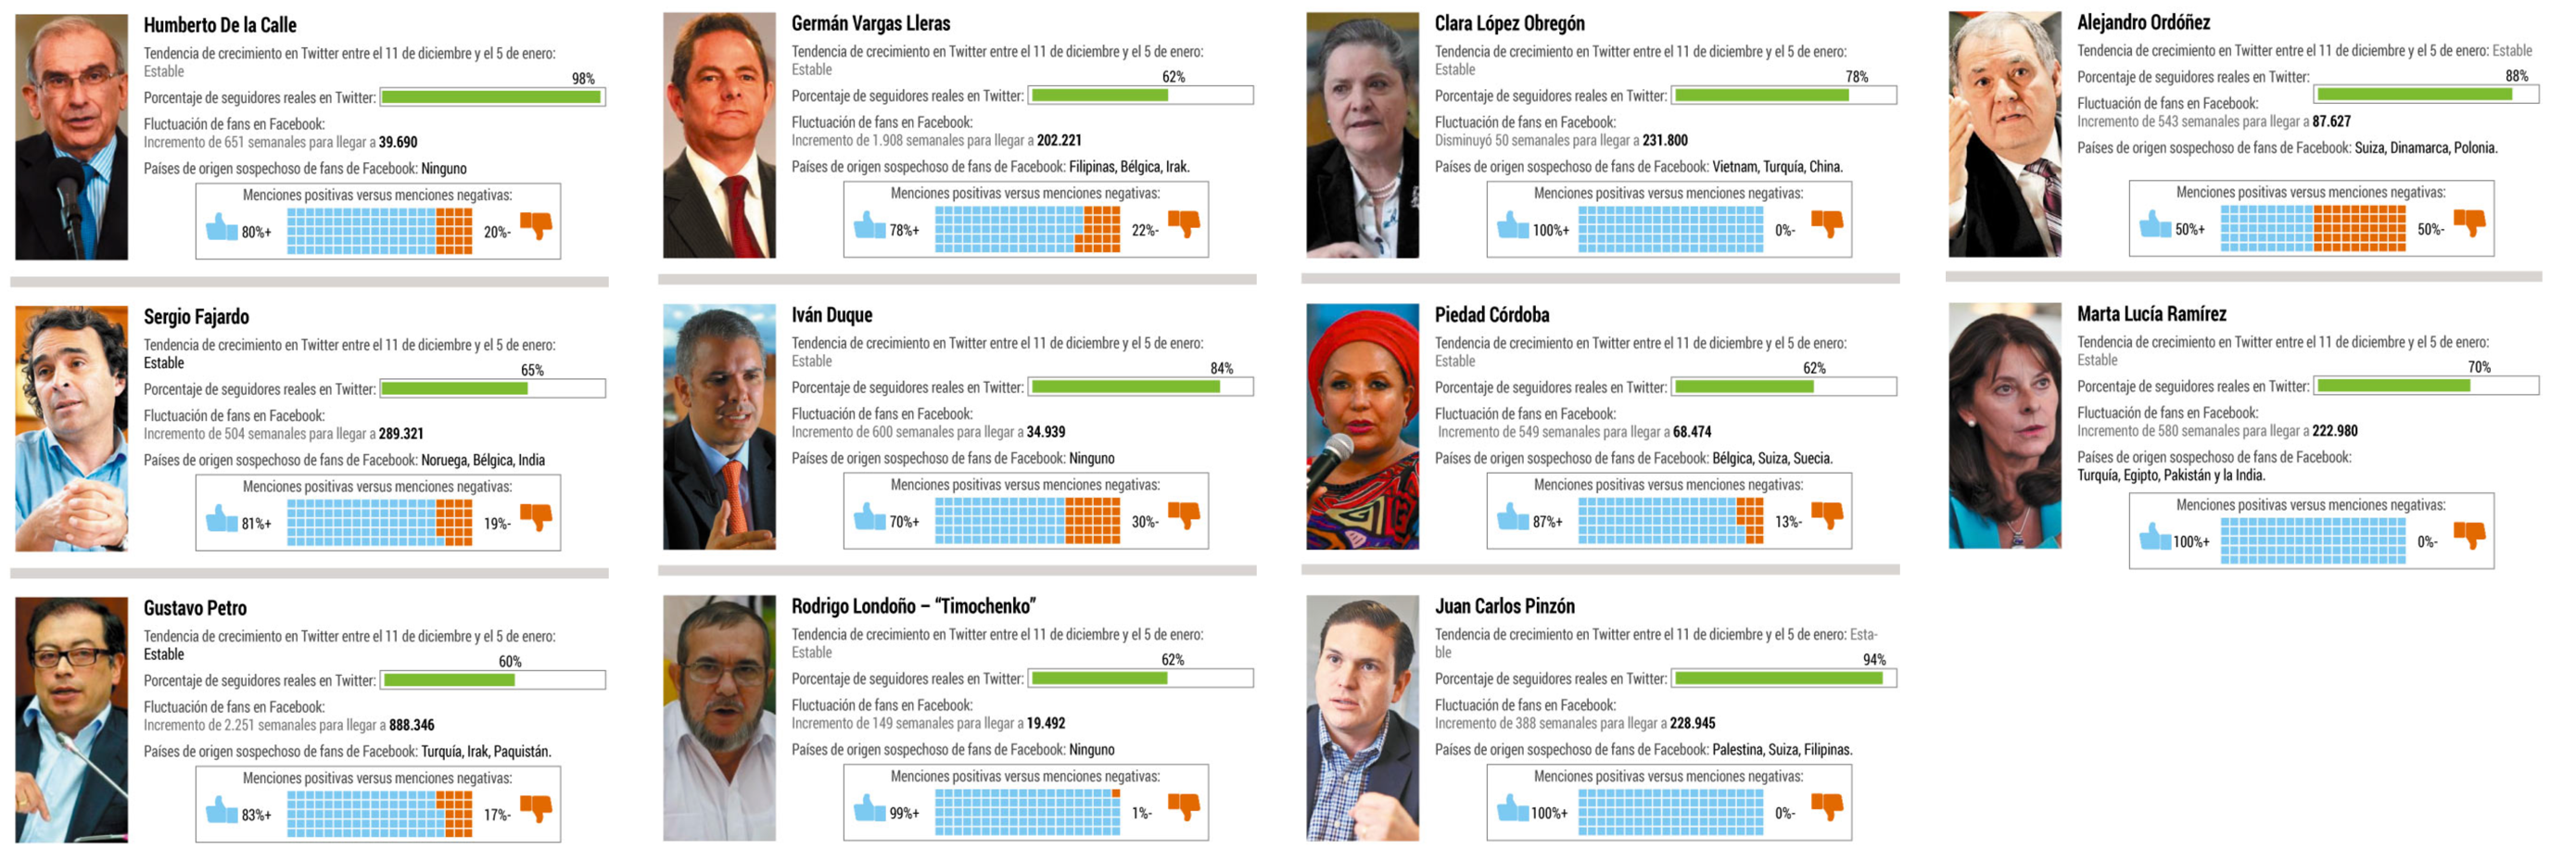 Humberto De la Calle
Tendencia de crecimiento en Twitter entre el 11 de diciembre y el 5 de enero:
Estable
98%
Porcentaje de seguidores reales en Twitter:
Fluctuación de fans en Facebook:
Incremento de 651 semanales para llegar a 39.690
Países de origen sospechoso de fans de Facebook: Ninguno
Menciones positivas versus menciones negativas:
80%+ 20%-
Sergio Fajardo
Tendencia de crecimiento en Twitter entre el 11 de diciembre y el 5 de enero:
Estable
65%
Porcentaje de seguidores reales en Twitter:
Fluctuación de fans en Facebook:
Incremento de 504 semanales para llegar a 289.321
Países de origen sospechoso de fans de Facebook: Noruega, Bélgica, India
Menciones positivas versus menciones negativas:
81%+ 19%-
Gustavo Petro
Tendencia de crecimiento en Twitter entre el 11 de diciembre y el 5 de enero:
Estable
60%
Porcentaje de seguidores reales en Twitter:
Fluctuación de fans en Facebook:
Incremento de 2.251 semanales para llegar a 888.346
Países de origen sospechoso de fans de Facebook: Turquía, Irak, Paquistán.
Menciones positivas versus menciones negativas:
83%+ 17%-
Germán Vargas Lleras
Tendencia de crecimiento en Twitter entre el 11 de diciembre y el 5 de enero:
Estable
62%
Porcentaje de seguidores reales en Twitter:
Fluctuación de fans en Facebook:
Incremento de 1.908 semanales para llegar a 202.221
Países de origen sospechoso de fans de Facebook: Filipinas, Bélgica, Irak.
Menciones positivas versus menciones negativas:
78%+ 22%-
Iván Duque
Tendencia de crecimiento en Twitter entre el 11 de diciembre y el 5 de enero:
Estable
84%
Porcentaje de seguidores reales en Twitter:
Fluctuación de fans en Facebook:
Incremento de 600 semanales para llegar a 34.939
Países de origen sospechoso de fans de Facebook: Ninguno
Menciones positivas versus menciones negativas:
70%+ 30%-
Rodrigo Londoño – “Timochenko”
Tendencia de crecimiento en Twitter entre el 11 de diciembre y el 5 de enero:
Estable
62%
Porcentaje de seguidores reales en Twitter:
Fluctuación de fans en Facebook:
Incremento de 149 semanales para llegar a 19.492
Países de origen sospechoso de fans de Facebook: Ninguno
Menciones positivas versus menciones negativas:
99%+ 1%-
Clara López Obregón
Tendencia de crecimiento en Twitter entre el 11 de diciembre y el 5 de enero:
Estable
78%
Porcentaje de seguidores reales en Twitter:
Fluctuación de fans en Facebook:
Disminuyó 50 semanales para llegar a 231.800
Países de origen sospechoso de fans de Facebook: Vietnam, Turquía, China.
Menciones positivas versus menciones negativas:
100%+ 0%-
Piedad Córdoba
Tendencia de crecimiento en Twitter entre el 11 de diciembre y el 5 de enero:
Estable
62%
Porcentaje de seguidores reales en Twitter:
Fluctuación de fans en Facebook:
Incremento de 549 semanales para llegar a 68.474
Países de origen sospechoso de fans de Facebook: Bélgica, Suiza, Suecia.
Menciones positivas versus menciones negativas:
87%+ 13%-
Juan Carlos Pinzón
Tendencia de crecimiento en Twitter entre el 11 de diciembre y el 5 de enero: Esta-
ble
94%
Porcentaje de seguidores reales en Twitter:
Fluctuación de fans en Facebook:
Incremento de 388 semanales para llegar a 228.945
Países de origen sospechoso de fans de Facebook: Palestina, Suiza, Filipinas.
Menciones positivas versus menciones negativas:
100%+ 0%-
Alejandro Ordóñez
Tendencia de crecimiento en Twitter entre el 11 de diciembre y el 5 de enero: Estable
Porcentaje de seguidores reales en Twitter: 88%
Fluctuación de fans en Facebook:
Incremento de 543 semanales para llegar a 87.627
Países de origen sospechoso de fans de Facebook: Suiza, Dinamarca, Polonia.
Menciones positivas versus menciones negativas:
50%+ 50%-
Marta Lucía Ramírez
Tendencia de crecimiento en Twitter entre el 11 de diciembre y el 5 de enero:
Estable
70%
Porcentaje de seguidores reales en Twitter:
Fluctuación de fans en Facebook:
Incremento de 580 semanales para llegar a 222.980
Países de origen sospechoso de fans de Facebook:
Turquía, Egipto, Pakistán y la India.
Menciones positivas versus menciones negativas:
100%+ 0%-